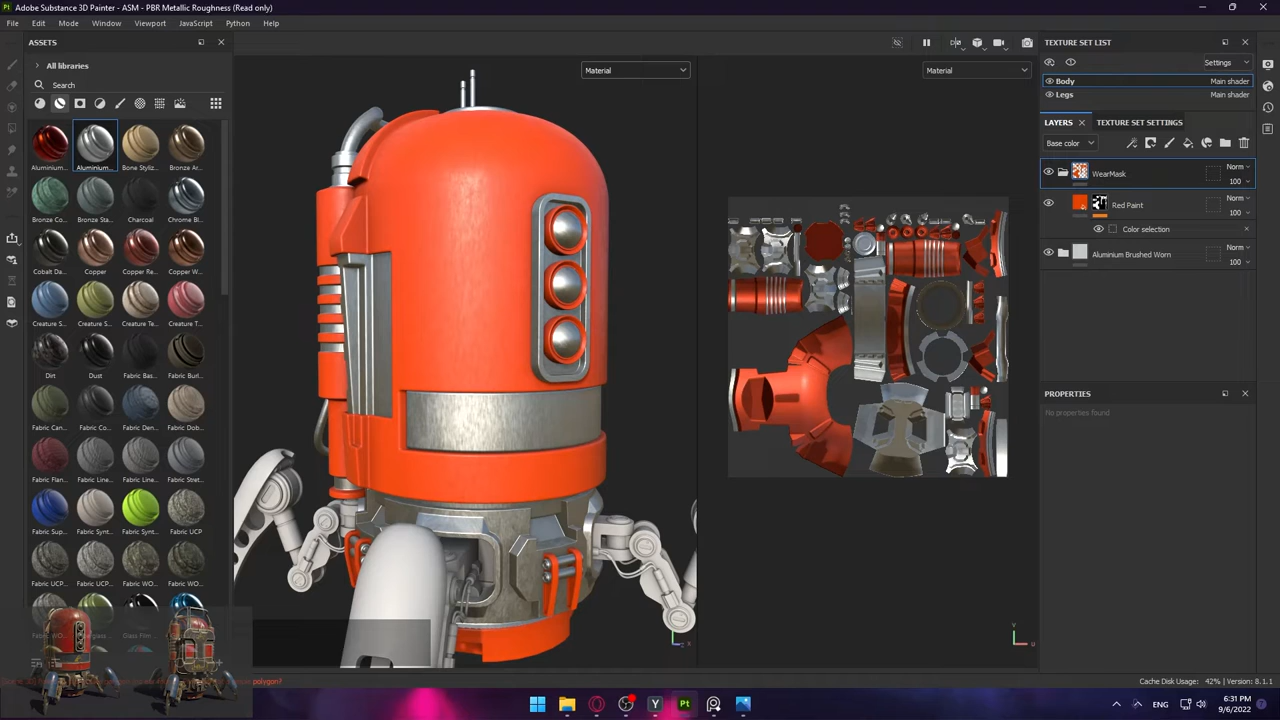 Adobe Substance 3D Painter - ASM - PBR Metallic Roughness (Read only)
File Edit Mode Window Viewport JavaScript Python Help
ASSETS
All libraries
Search
Aluminium... Aluminium... Bone Styliz... Bronze Ar...
Bronze Co... Bronze Sta... Charcoal Chrome Bl...
Cobalt Da... Copper Copper Re... Copper W...
Creature S... Creature S... Creature Te... Creature T...
Dirt Dust Fabric Bas... Fabric Burl...
Fabric Can... Fabric Co... Fabric Den... Fabric Dob...
Fabric Flan... Fabric Line... Fabric Line... Fabric Stret...
Fabric Sup... Fabric Synt... Fabric Synt... Fabric UCP
Fabric UCP... Fabric UCP... Fabric WO... Fabric WO...
Material
Material
V
U
TEXTURE SET LIST
Settings
Body Main shader
Legs Main shader
LAYERS TEXTURE SET SETTINGS
Base color
WearMask Norm
100
Red Paint Norm
100
Color selection
Aluminium Brushed Worn Norm
100
PROPERTIES
No properties found
polygon?
Cache Disk Usage: 42% | Version: 8.1.1
ENG
6:31 PM
9/6/2022